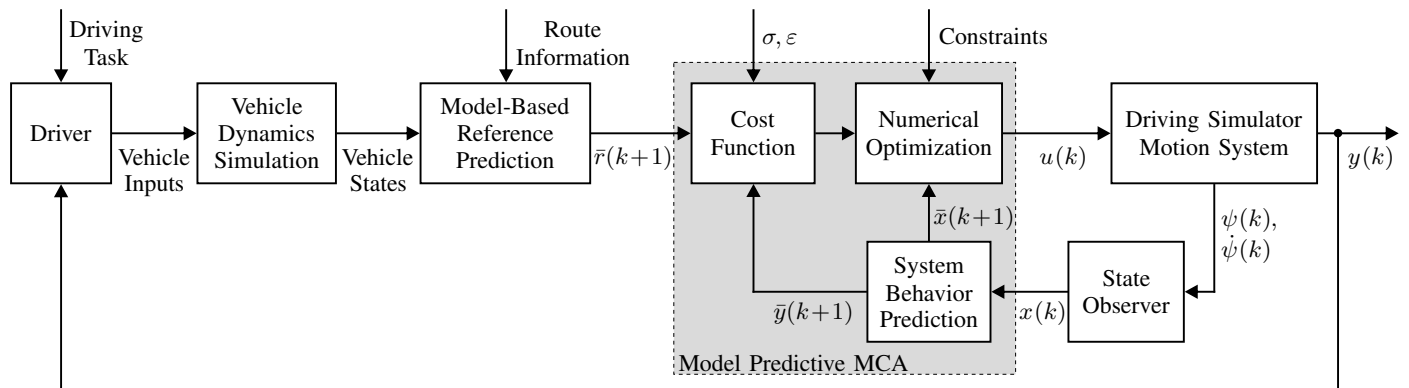 Driving
Task
Route
Information
σ, ε
Constraints
Driver
Vehicle
Inputs
Vehicle
Dynamics
Simulation
Vehicle
States
Model-Based
Reference
Prediction
r̄(k+1)
Cost
Function
Numerical
Optimization
u(k)
Driving Simulator
Motion System
y(k)
x̄(k+1)
ψ(k),
ψ̇(k)
System
Behavior
Prediction
ȳ(k+1)
x(k)
State
Observer
Model Predictive MCA